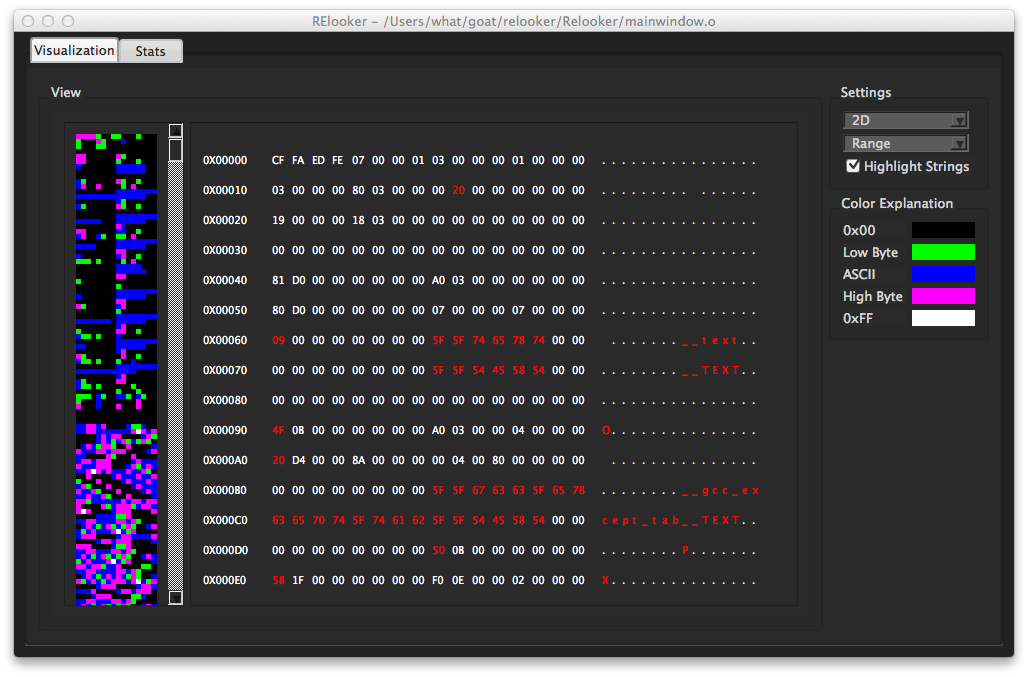 RElooker – /Users/what/goat/relooker/Relooker/mainwindow.o
Visualization Stats
View
Settings
2D
Range
Highlight Strings
Color Explanation
0x00
Low Byte
ASCII
High Byte
0xFF
0X00000 CF FA ED FE 07 00 00 01 03 00 00 00 01 00 00 00 ................
0X00010 03 00 00 00 80 03 00 00 00 20 00 00 00 00 00 00 ......... ......
0X00020 19 00 00 00 18 03 00 00 00 00 00 00 00 00 00 00 ................
0X00030 00 00 00 00 00 00 00 00 00 00 00 00 00 00 00 00 ................
0X00040 81 D0 00 00 00 00 00 00 A0 03 00 00 00 00 00 00 ................
0X00050 80 D0 00 00 00 00 00 00 07 00 00 00 07 00 00 00 ................
0X00060 09 00 00 00 00 00 00 00 5F 5F 74 65 78 74 00 00 .......__text..
0X00070 00 00 00 00 00 00 00 00 5F 5F 54 45 58 54 00 00 ........__TEXT..
0X00080 00 00 00 00 00 00 00 00 00 00 00 00 00 00 00 00 ................
0X00090 4F 0B 00 00 00 00 00 00 A0 03 00 00 04 00 00 00 O...............
0X000A0 20 D4 00 00 8A 00 00 00 00 04 00 80 00 00 00 00 ...............
0X000B0 00 00 00 00 00 00 00 00 5F 5F 67 63 63 5F 65 78 ........__gcc_ex
0X000C0 63 65 70 74 5F 74 61 62 5F 5F 54 45 58 54 00 00 cept_tab__TEXT..
0X000D0 00 00 00 00 00 00 00 00 50 0B 00 00 00 00 00 00 ........P.......
0X000E0 58 1F 00 00 00 00 00 00 F0 0E 00 00 02 00 00 00 X...............